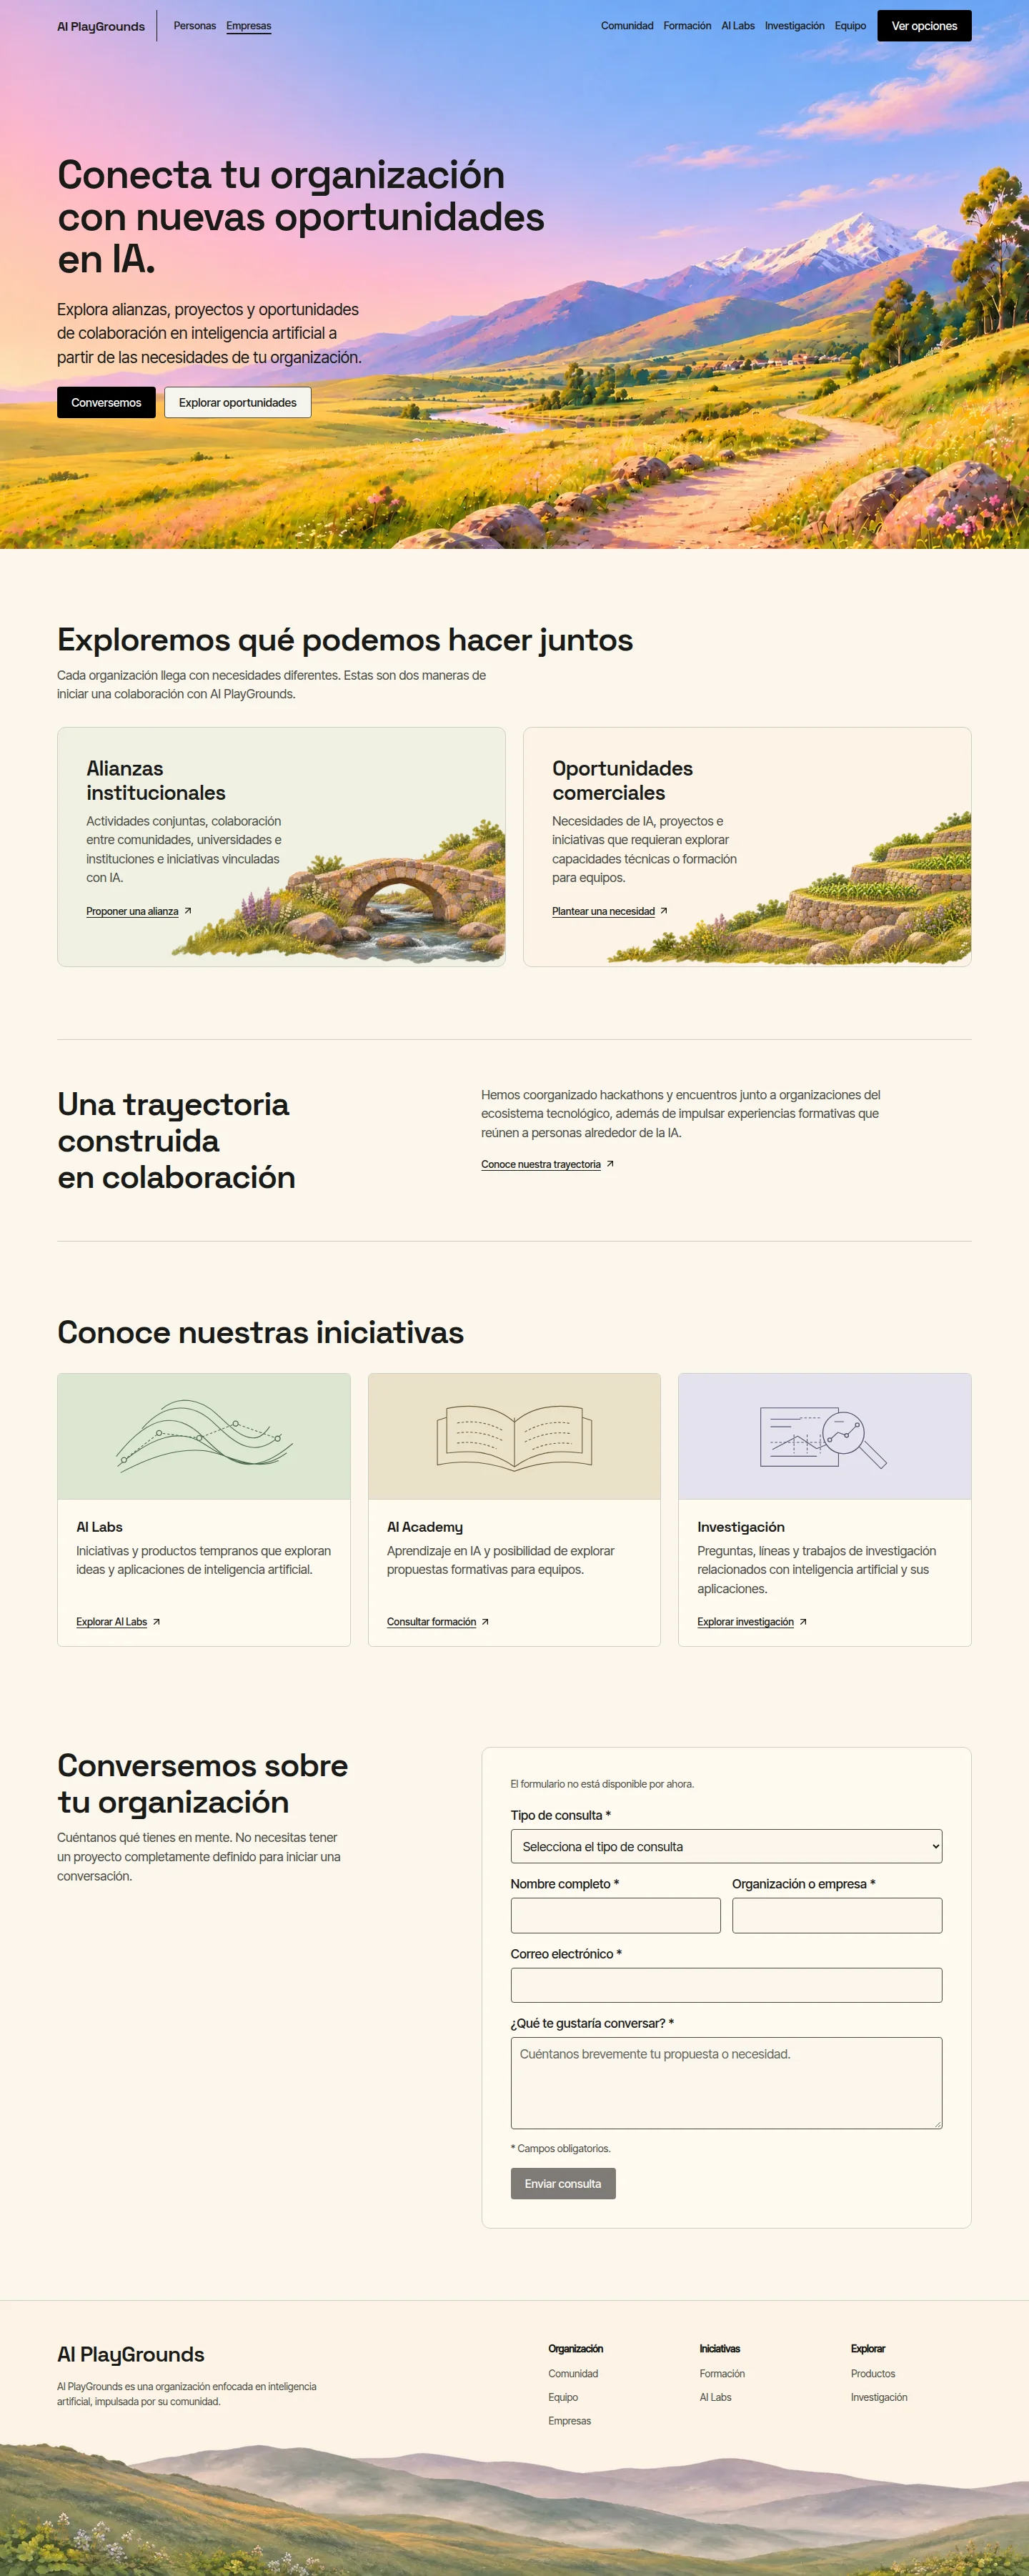 AI PlayGrounds
Personas
Empresas
Comunidad
Formación
AI Labs
Investigación
Equipo
Ver opciones
Conecta tu organización
con nuevas oportunidades
en IA.
Explora alianzas, proyectos y oportunidades
de colaboración en inteligencia artificial a
partir de las necesidades de tu organización.
Conversemos
Explorar oportunidades
Exploremos qué podemos hacer juntos
Cada organización llega con necesidades diferentes. Estas son dos maneras de
iniciar una colaboración con AI PlayGrounds.
Alianzas
institucionales
Actividades conjuntas, colaboración
entre comunidades, universidades e
instituciones e iniciativas vinculadas
con IA.
Proponer una alianza
Oportunidades
comerciales
Necesidades de IA, proyectos e
iniciativas que requieran explorar
capacidades técnicas o formación
para equipos.
Plantear una necesidad
Una trayectoria
construida
en colaboración
Hemos coorganizado hackathons y encuentros junto a organizaciones del
ecosistema tecnológico, además de impulsar experiencias formativas que
reúnen a personas alrededor de la IA.
Conoce nuestra trayectoria
Conoce nuestras iniciativas
AI Labs
Iniciativas y productos tempranos que exploran
ideas y aplicaciones de inteligencia artificial.
Explorar AI Labs
AI Academy
Aprendizaje en IA y posibilidad de explorar
propuestas formativas para equipos.
Consultar formación
Investigación
Preguntas, líneas y trabajos de investigación
relacionados con inteligencia artificial y sus
aplicaciones.
Explorar investigación
Conversemos sobre
tu organización
Cuéntanos qué tienes en mente. No necesitas tener
un proyecto completamente definido para iniciar una
conversación.
El formulario no está disponible por ahora.
Tipo de consulta *
Selecciona el tipo de consulta
Nombre completo *
Organización o empresa *
Correo electrónico *
¿Qué te gustaría conversar? *
Cuéntanos brevemente tu propuesta o necesidad.
* Campos obligatorios.
Enviar consulta
AI PlayGrounds
AI PlayGrounds es una organización enfocada en inteligencia
artificial, impulsada por su comunidad.
Organización
Comunidad
Equipo
Empresas
Iniciativas
Formación
AI Labs
Explorar
Productos
Investigación